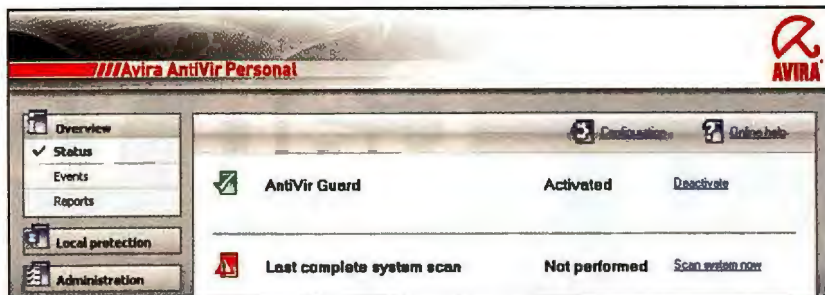 ////Avira AntiVir Personal
AVIRA
Overview
Status
Events
Reports
Local protection
Administration
Configuration
Online help
AntiVir Guard Activated Deactivate
Last complete system scan Not performed Scan system now